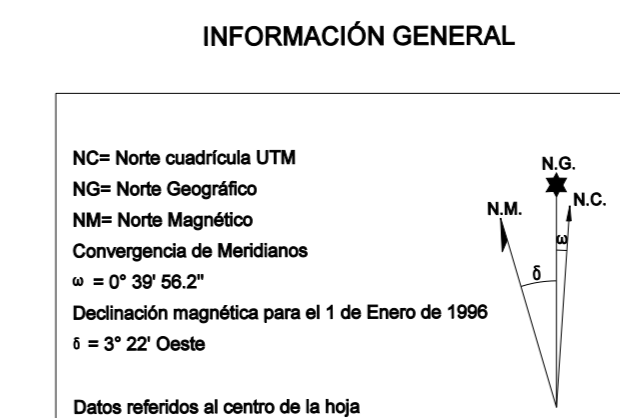 INFORMACIÓN GENERAL
NC= Norte cuadrícula UTM
NG= Norte Geográfico
NM= Norte Magnético
Convergencia de Meridianos
ω = 0° 39' 56.2"
Declinación magnética para el 1 de Enero de 1996
δ = 3° 22' Oeste
Datos referidos al centro de la hoja
N.G.
N.C.
N.M.
ω
δ